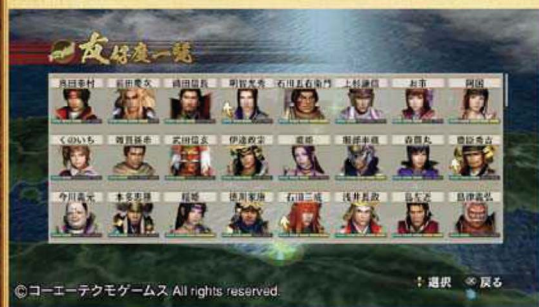 友好度一覧
真田幸村 前田慶次 織田信長 明智光秀 石川五右衛門 上杉謙信 お市 阿国
くのいち 雑賀孫市 武田信玄 伊達政宗 濃姫 服部半蔵 森蘭丸 豊臣秀吉
今川義元 本多忠勝 稲姫 徳川家康 石田三成 浅井長政 島左近 島津義弘
選択 戻る
©コーエーテクモゲームス All rights reserved.